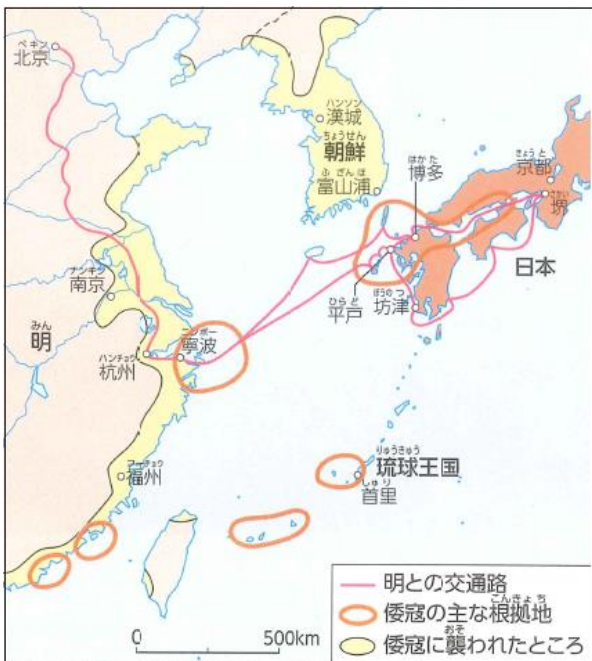 ペキン
北京
ハンソン
漢城
ちょうせん
朝鮮
ふざんほ
富山浦
はかた
博多
きょうと
京都
さかい
堺
日本
ひらど
平戸
ぼうのつ
坊津
ナンキン
南京
みん
明
ニンポー
寧波
ハンチョウ
杭州
りゅうきゅう
琉球王国
しゅり
首里
フーチョウ
福州
0 500km
明との交通路
こんきょち
倭寇の主な根拠地
おそ
倭寇に襲われたところ